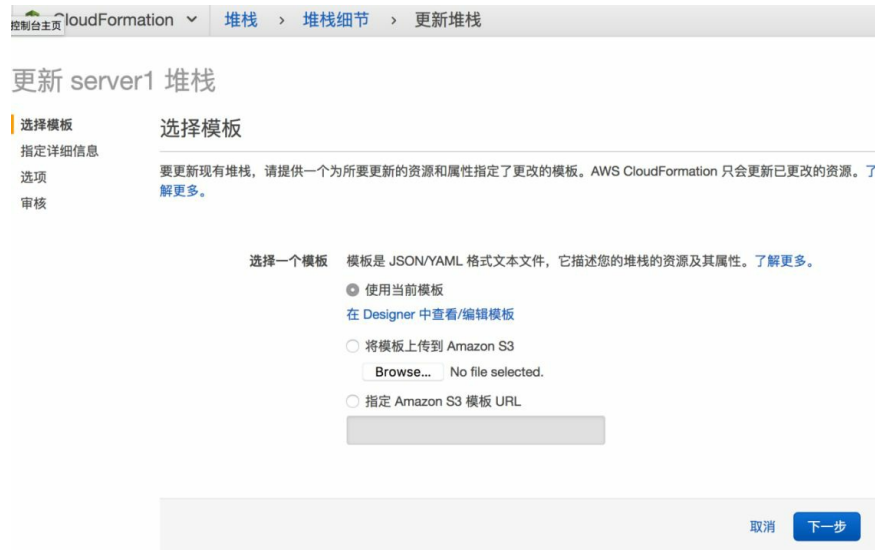 控制台主页
CloudFormation 堆栈 › 堆栈细节 › 更新堆栈
更新 server1 堆栈
选择模板
指定详细信息
选项
审核
选择模板
要更新现有堆栈，请提供一个为所要更新的资源和属性指定了更改的模板。AWS CloudFormation 只会更新已更改的资源。了
解更多。
选择一个模板 模板是 JSON/YAML 格式文本文件，它描述您的堆栈的资源及其属性。了解更多。
使用当前模板
在 Designer 中查看/编辑模板
将模板上传到 Amazon S3
Browse... No file selected.
指定 Amazon S3 模板 URL
取消 下一步